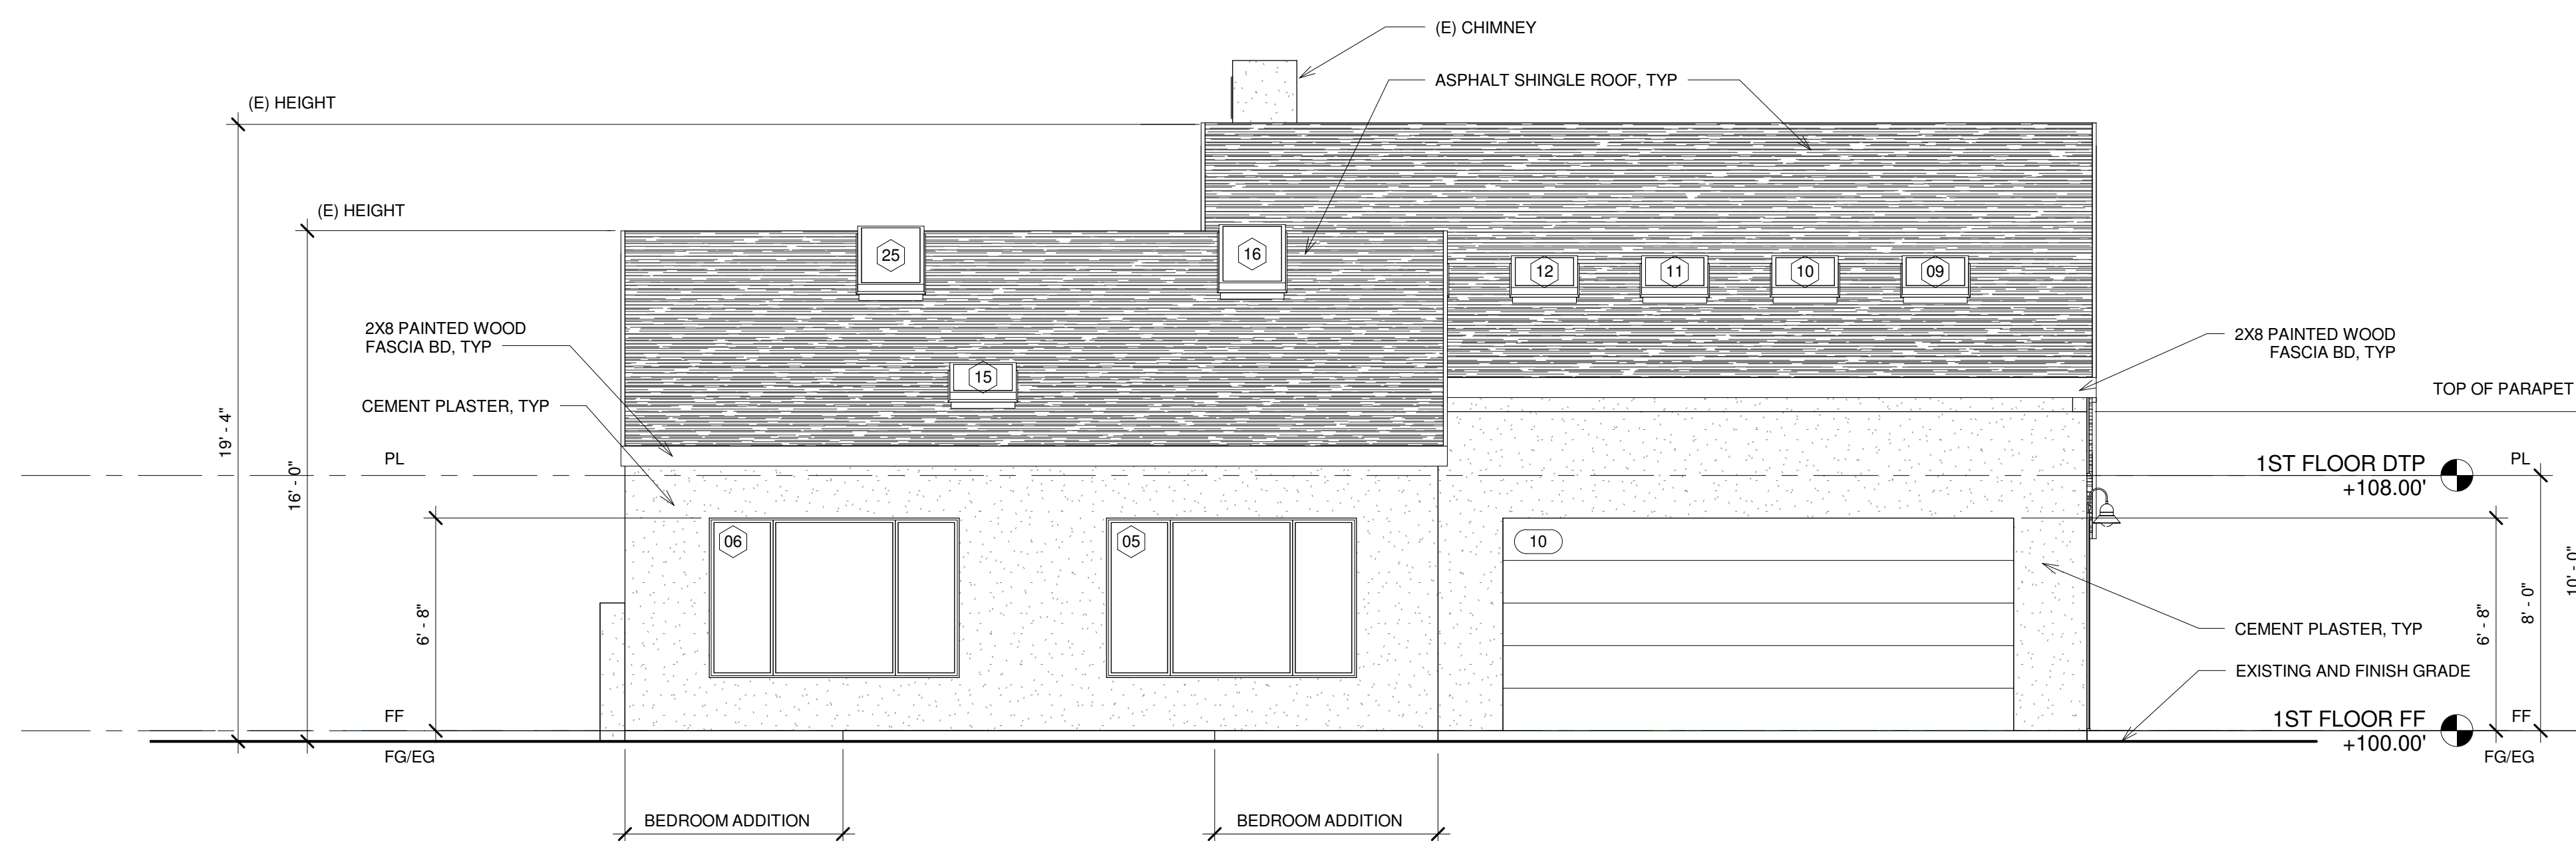 (E) CHIMNEY
ASPHALT SHINGLE ROOF, TYP
(E) HEIGHT
(E) HEIGHT
25
16
12
11
10
09
2X8 PAINTED WOOD
FASCIA BD, TYP
2X8 PAINTED WOOD
FASCIA BD, TYP
15
TOP OF PARAPET
CEMENT PLASTER, TYP
19' - 4"
16' - 0"
PL
1ST FLOOR DTP
+108.00'
PL
06
05
10
6' - 8"
6' - 8"
8' - 0"
10' - 0"
CEMENT PLASTER, TYP
EXISTING AND FINISH GRADE
FF
FG/EG
1ST FLOOR FF
+100.00'
FF
FG/EG
BEDROOM ADDITION
BEDROOM ADDITION